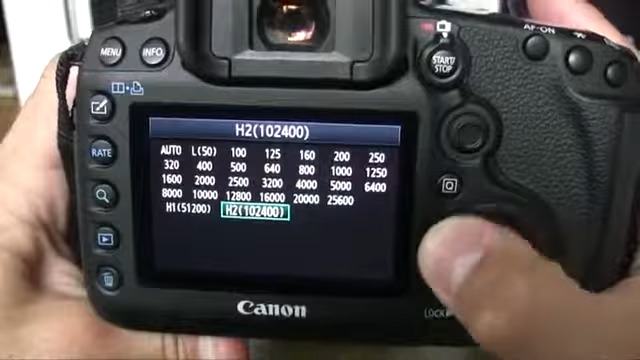 MENU INFO.
AF-ON
START/
STOP
RATE
H2(102400)
AUTO L(50) 100 125 160 200 250
320 400 500 640 800 1000 1250
1600 2000 2500 3200 4000 5000 6400
8000 10000 12800 16000 20000 25600
H1(51200) H2(102400)
Q
Canon
LOCK